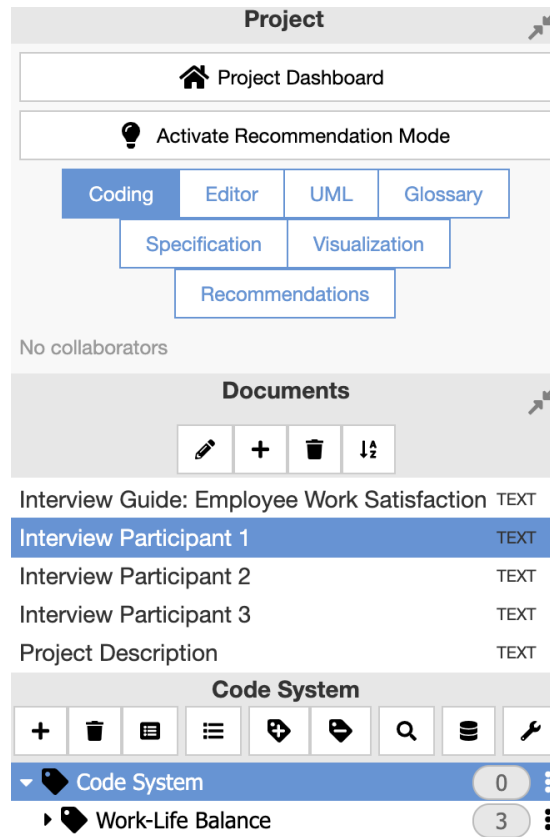 Project
Project Dashboard
Activate Recommendation Mode
Coding Editor UML Glossary
Specification Visualization
Recommendations
No collaborators
Documents
Interview Guide: Employee Work Satisfaction TEXT
Interview Participant 1 TEXT
Interview Participant 2 TEXT
Interview Participant 3 TEXT
Project Description TEXT
Code System
Code System 0
Work-Life Balance 3